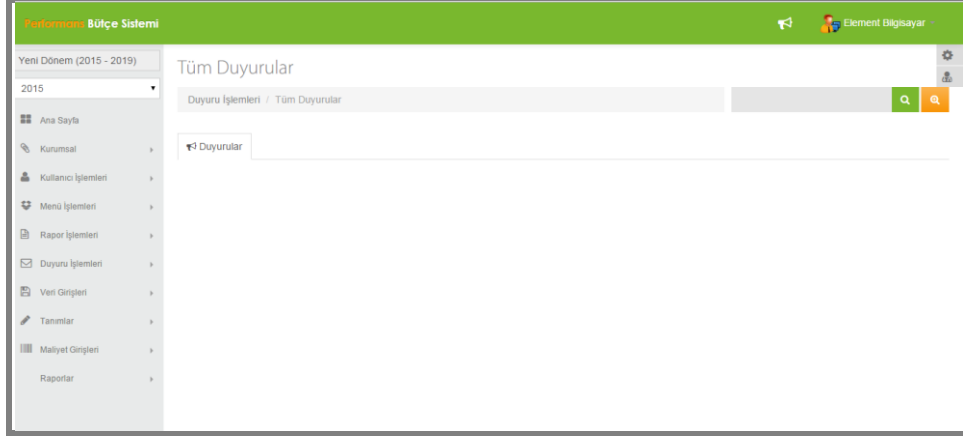 Performans Bütçe Sistemi
Element Bilgisayar
Yeni Dönem (2015 - 2019)
2015
Ana Sayfa
Kurumsal
Kullanıcı İşlemleri
Menü İşlemleri
Rapor İşlemleri
Duyuru İşlemleri
Veri Girişleri
Tanımlar
Maliyet Girişleri
Raporlar
Tüm Duyurular
Duyuru İşlemleri / Tüm Duyurular
Duyurular